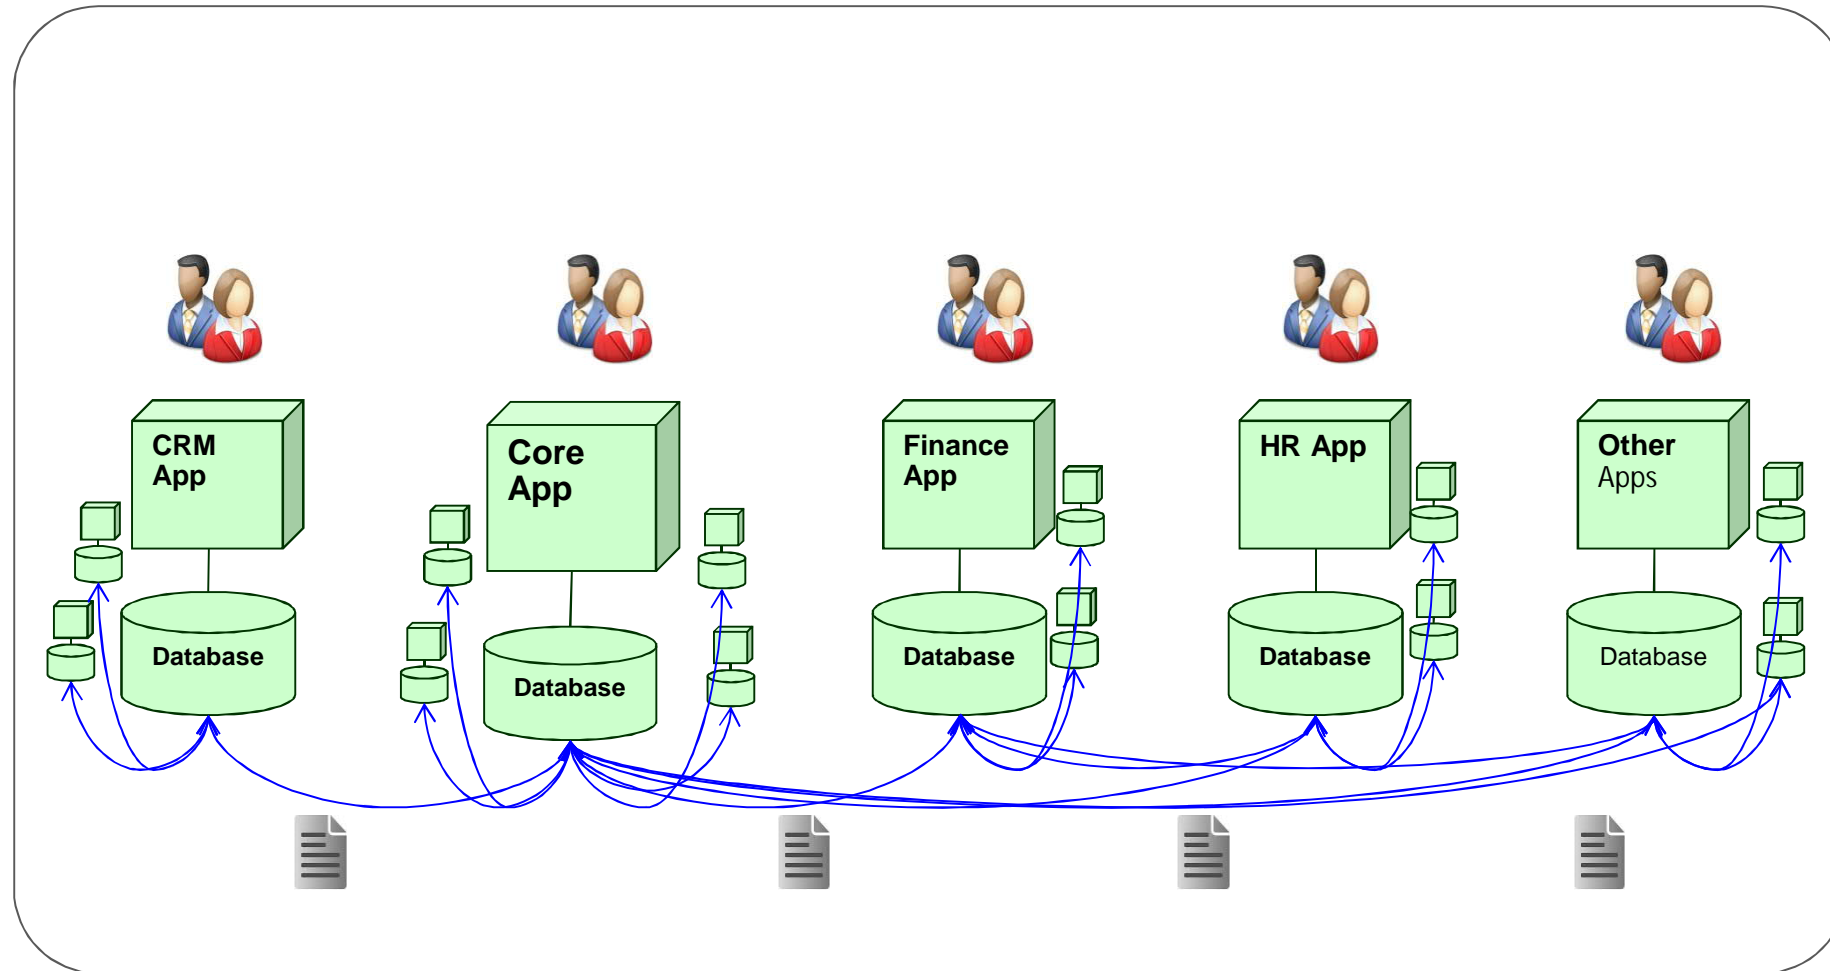 CRM
App
Core
App
Finance
App
HR App
Other
Apps
Database
Database
Database
Database
Database